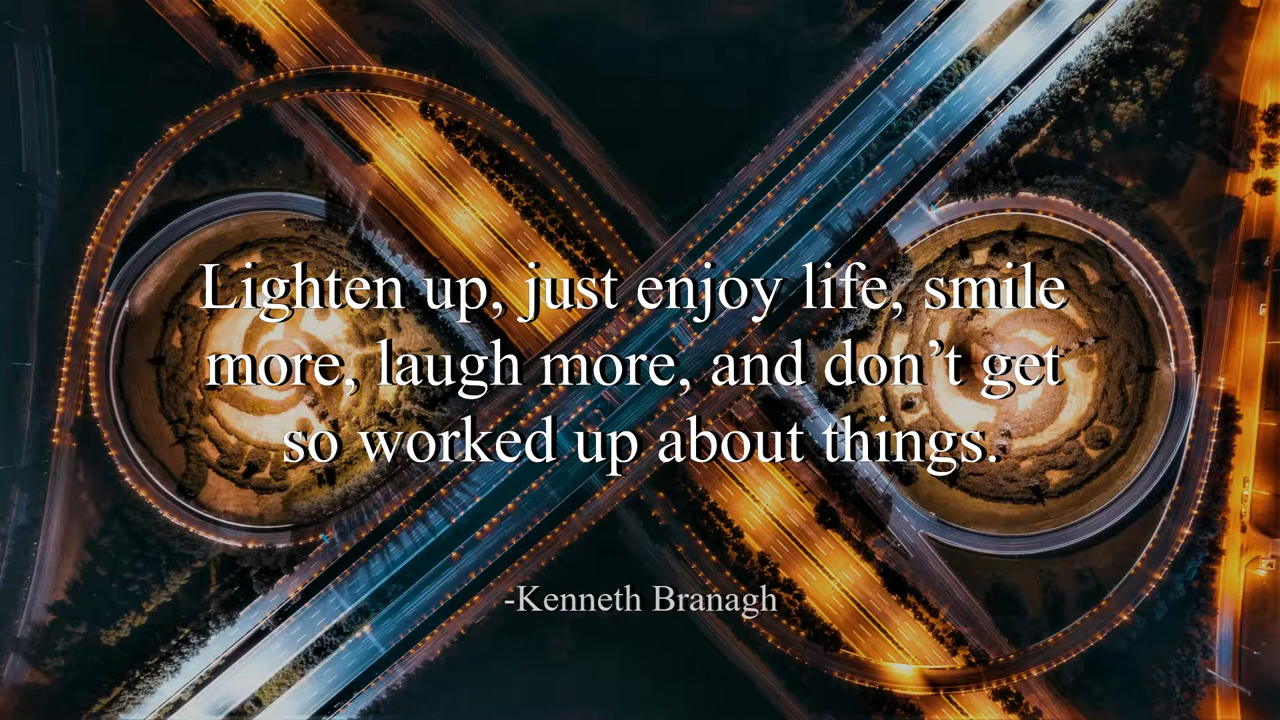 Lighten up, just enjoy life, smile
more, laugh more, and don’t get
so worked up about things.
-Kenneth Branagh